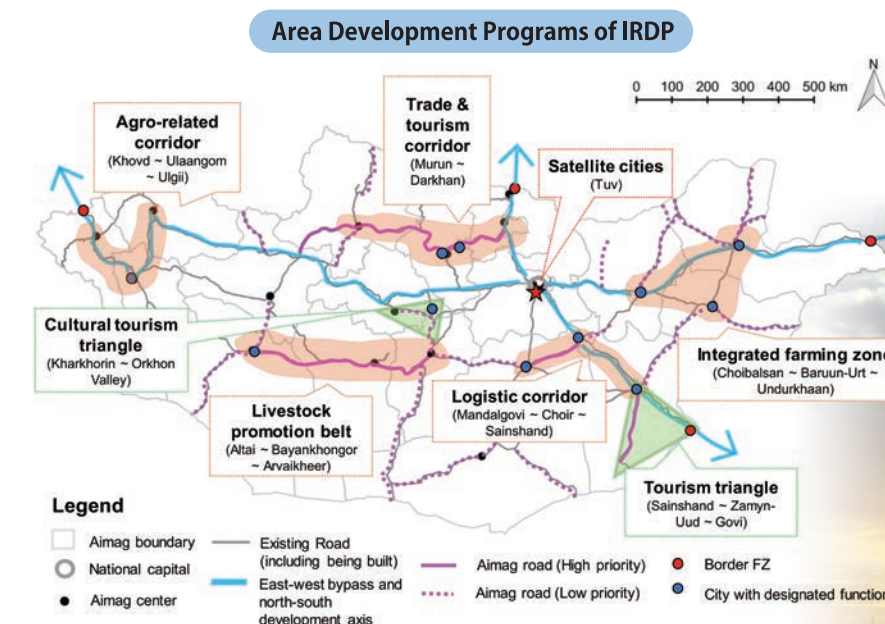 Area Development Programs of IRDP
N
0 100 200 300 400 500 km
Agro-related
corridor
(Khovd ~ Ulaangom
~ Ulgii)
Trade &
tourism
corridor
(Murun ~
Darkhan)
Satellite cities
(Tuv)
Cultural tourism
triangle
(Kharkhorin ~ Orkhon
Valley)
Livestock
promotion belt
(Altai ~ Bayankhongor
~ Arvaikheer)
Logistic corridor
(Mandalgovi ~ Choir ~
Sainshand)
Integrated farming zone
(Choibalsan ~ Baruun-Urt ~
Undurkhaan)
Tourism triangle
(Sainshand ~ Zamyn-
Uud ~ Govi)
Legend
Aimag boundary
National capital
Aimag center
Existing Road
(including being built)
East-west bypass and
north-south
development axis
Aimag road (High priority)
Aimag road (Low priority)
Border FZ
City with designated function